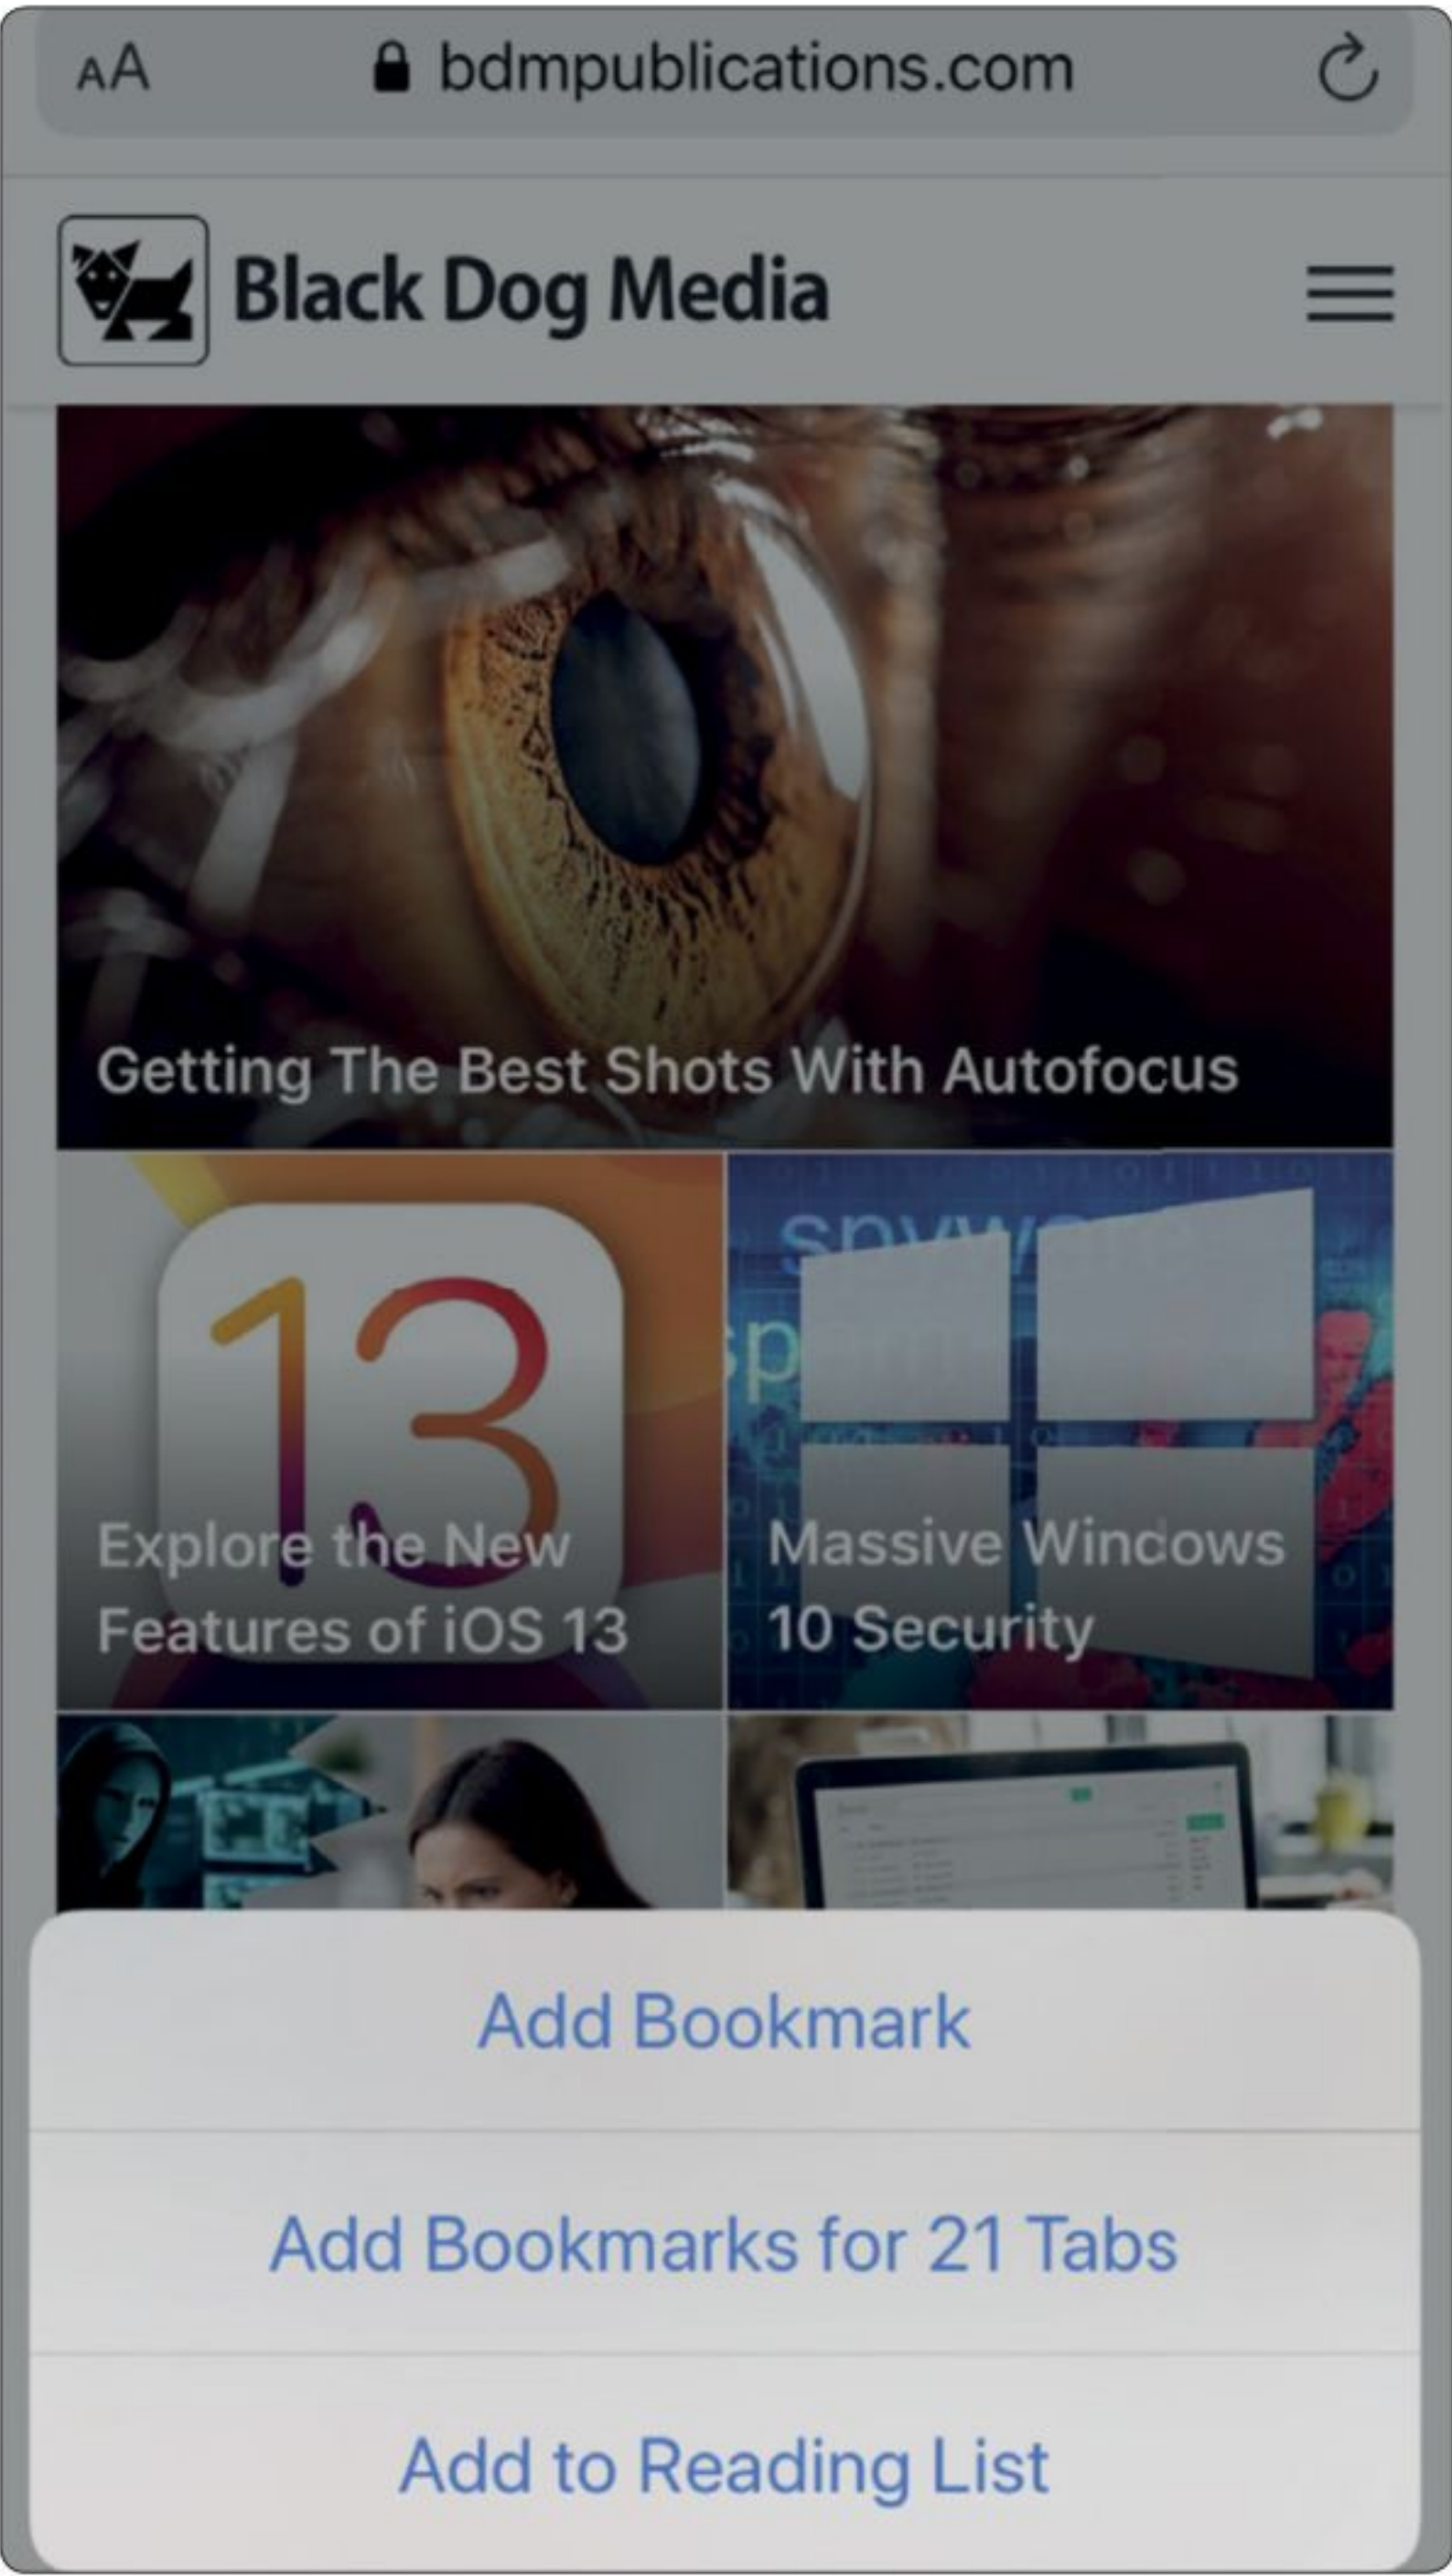 AA
bdmpublications.com
Black Dog Media
Getting The Best Shots With Autofocus
13
spyware
Explore the New
Features of iOS 13
Massive Windows
10 Security
Add Bookmark
Add Bookmarks for 21 Tabs
Add to Reading List